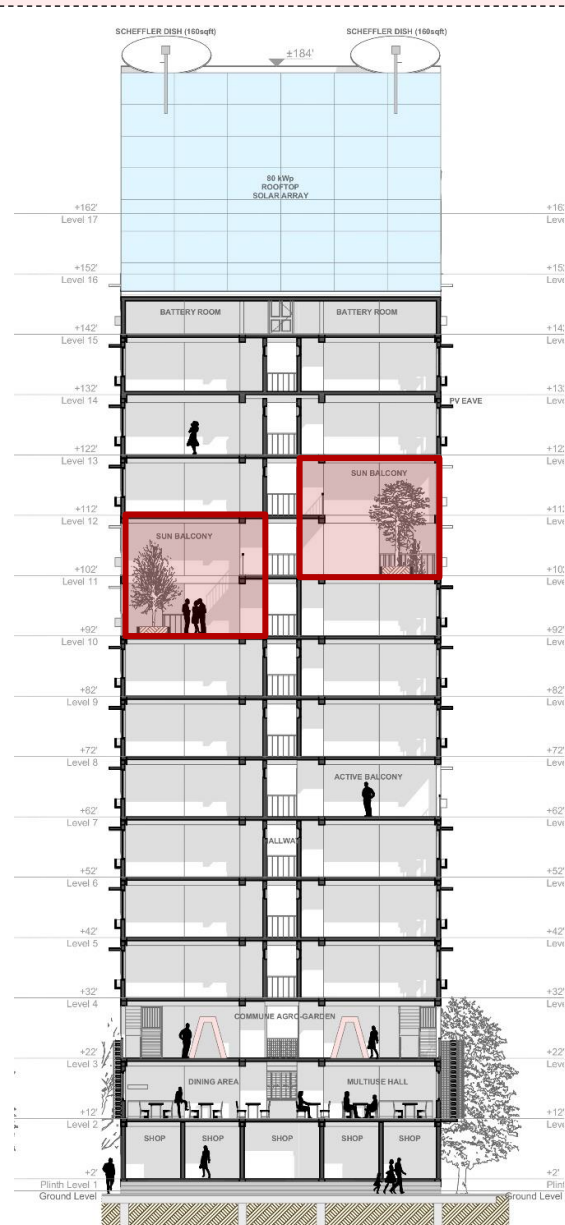 SCHEFFLER DISH (160sqft)
SCHEFFLER DISH (160sqft)
±184'
80 kWp
ROOFTOP
SOLAR ARRAY
+162'
Level 17
+152'
Level 16
BATTERY ROOM
BATTERY ROOM
+142'
Level 15
+132'
Level 14
PV EAVE
+122'
Level 13
SUN BALCONY
+112'
Level 12
SUN BALCONY
+102'
Level 11
+92'
Level 10
+82'
Level 9
+72'
Level 8
ACTIVE BALCONY
+62'
Level 7
HALLWAY
+52'
Level 6
+42'
Level 5
+32'
Level 4
COMMUNE AGRO-GARDEN
+22'
Level 3
DINING AREA
MULTIUSE HALL
+12'
Level 2
SHOP
SHOP
SHOP
SHOP
SHOP
+2'
Plinth Level 1
Ground Level
Ground Level